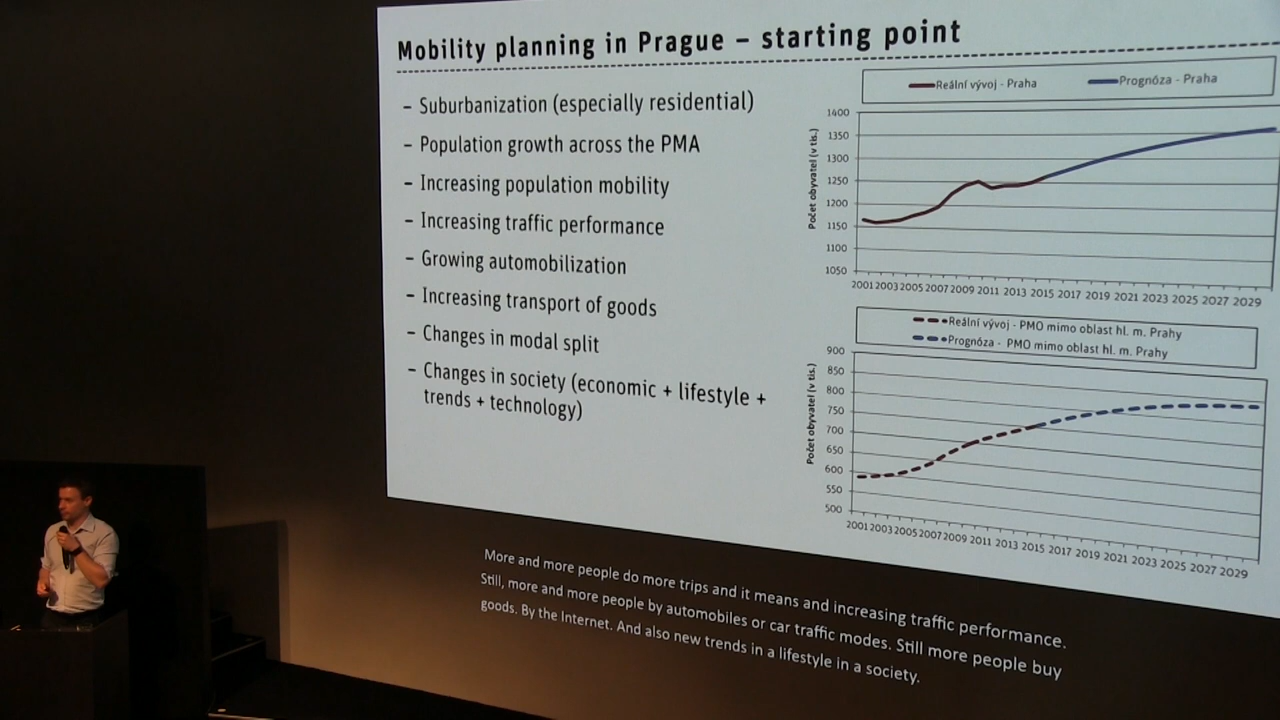 Mobility planning in Prague – starting point
– Suburbanization (especially residential)
– Population growth across the PMA
– Increasing population mobility
– Increasing traffic performance
– Growing automobilization
– Increasing transport of goods
– Changes in modal split
– Changes in society (economic + lifestyle +
trends + technology)
Reální vývoj - Praha Prognóza - Praha
Počet obyvatel (v tis.)
1400
1350
1300
1250
1200
1150
1100
1050
2001 2003 2005 2007 2009 2011 2013 2015 2017 2019 2021 2023 2025 2027 2029
Reální vývoj - PMO mimo oblast hl. m. Prahy
Prognóza - PMO mimo oblast hl. m. Prahy
Počet obyvatel (v tis.)
900
850
800
750
700
650
600
550
500
2001 2003 2005 2007 2009 2011 2013 2015 2017 2019 2021 2023 2025 2027 2029
More and more people do more trips and it means and increasing traffic performance.
Still, more and more people by automobiles or car traffic modes. Still more people buy
goods. By the Internet. And also new trends in a lifestyle in a society.